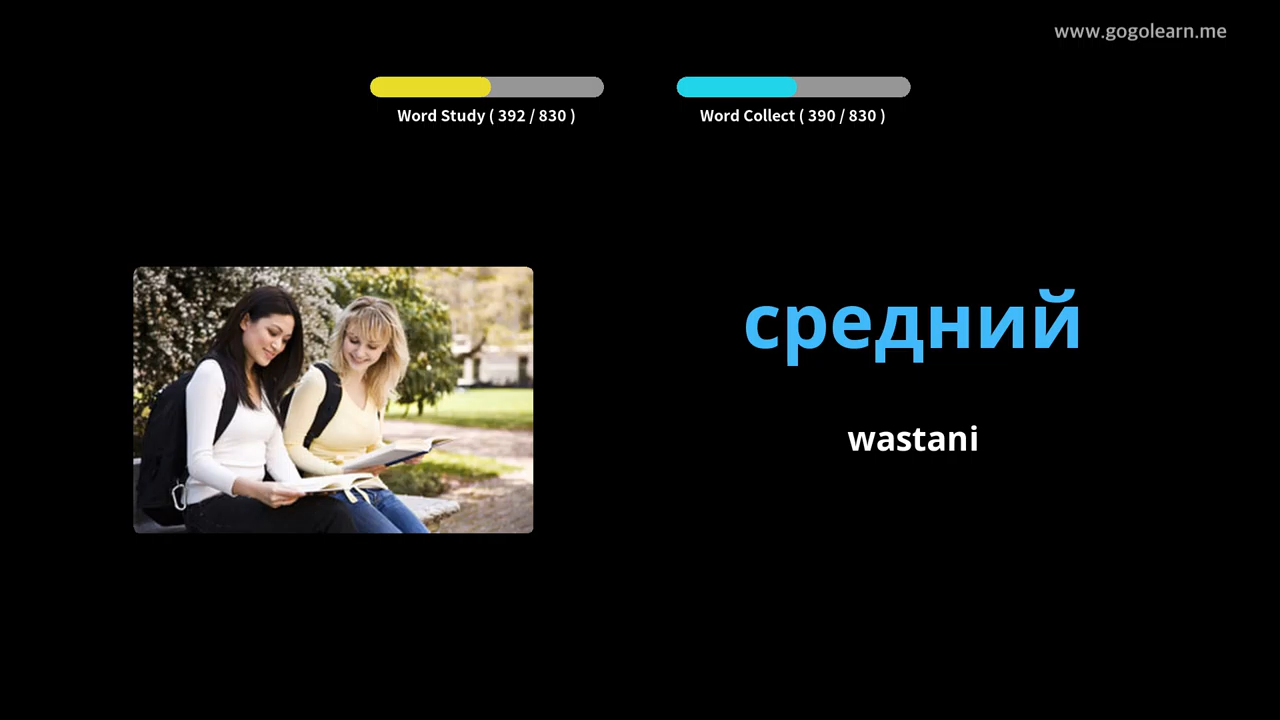 www.gogolearn.me
Word Study ( 392 / 830 )
Word Collect ( 390 / 830 )
средний
wastani